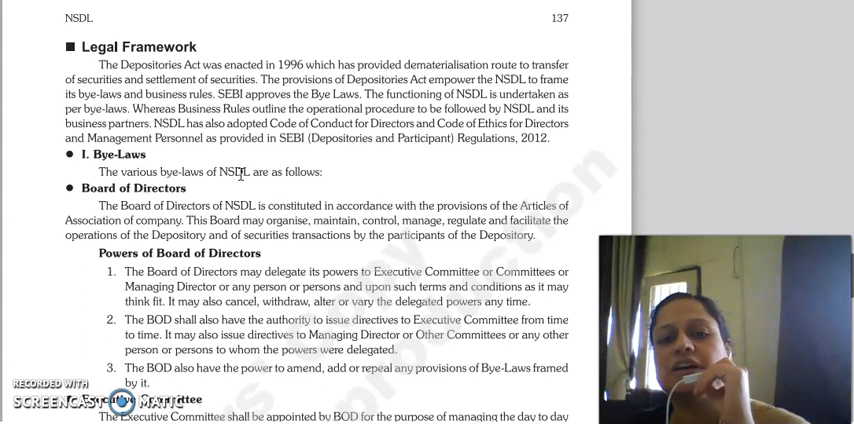 NSDL 137
■ Legal Framework
The Depositories Act was enacted in 1996 which has provided dematerialisation route to transfer
of securities and settlement of securities. The provisions of Depositories Act empower the NSDL to frame
its bye-laws and business rules. SEBI approves the Bye Laws. The functioning of NSDL is undertaken as
per bye-laws. Whereas Business Rules outline the operational procedure to be followed by NSDL and its
business partners. NSDL has also adopted Code of Conduct for Directors and Code of Ethics for Directors
and Management Personnel as provided in SEBI (Depositories and Participant) Regulations, 2012.
● I. Bye-Laws
The various bye-laws of NSDL are as follows:
● Board of Directors
The Board of Directors of NSDL is constituted in accordance with the provisions of the Articles of
Association of company. This Board may organise, maintain, control, manage, regulate and facilitate the
operations of the Depository and of securities transactions by the participants of the Depository.
Powers of Board of Directors
1. The Board of Directors may delegate its powers to Executive Committee or Committees or
Managing Director or any person or persons and upon such terms and conditions as it may
think fit. It may also cancel, withdraw, alter or vary the delegated powers any time.
2. The BOD shall also have the authority to issue directives to Executive Committee from time
to time. It may also issue directives to Managing Director or Other Committees or any other
person or persons to whom the powers were delegated.
3. The BOD also have the power to amend, add or repeal any provisions of Bye-Laws framed
by it.
RECORDED WITH
SCREENCAST MATIC
Executive Committee
The Executive Committee shall be appointed by BOD for the purpose of managing the day to day